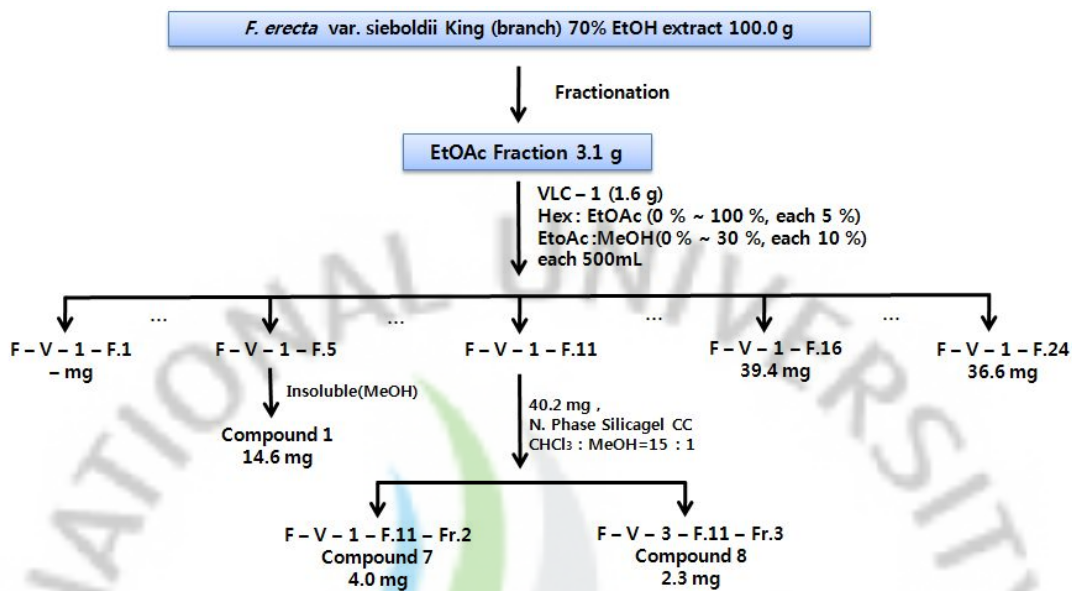 F. erecta var. sieboldii King (branch) 70% EtOH extract 100.0 g
Fractionation
EtOAc Fraction 3.1 g
VLC – 1 (1.6 g)
Hex : EtOAc (0 % ~ 100 %, each 5 %)
EtoAc :MeOH(0 % ~ 30 %, each 10 %)
each 500mL
... ... ... ...
F – V – 1 – F.1
– mg
F – V – 1 – F.5
F – V – 1 – F.11
F – V – 1 – F.16
39.4 mg
F – V – 1 – F.24
36.6 mg
Insoluble(MeOH)
Compound 1
14.6 mg
40.2 mg ,
N. Phase Silicagel CC
CHCl₃ : MeOH=15 : 1
F – V – 1 – F.11 – Fr.2
Compound 7
4.0 mg
F – V – 3 – F.11 – Fr.3
Compound 8
2.3 mg
NATIONAL UNIVERSITY